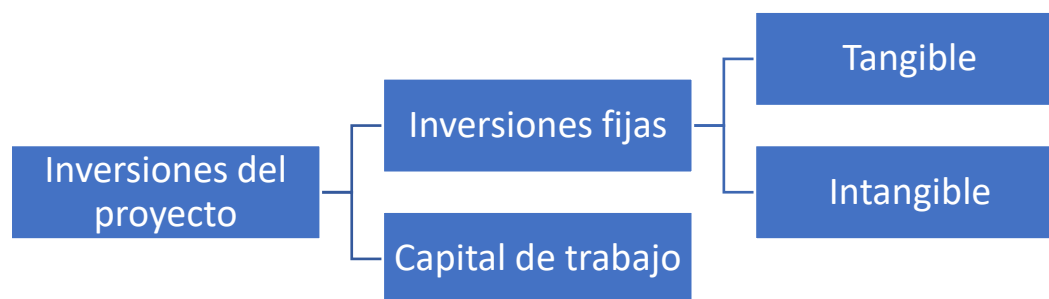 Inversiones del
proyecto
Inversiones fijas
Capital de trabajo
Tangible
Intangible